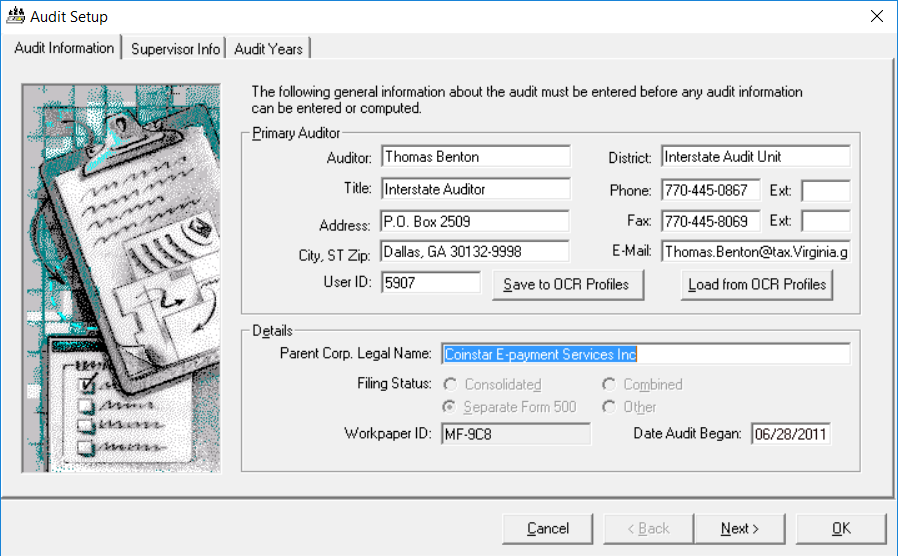 Audit Setup
Audit Information Supervisor Info Audit Years
The following general information about the audit must be entered before any audit information
can be entered or computed.
Primary Auditor
Auditor: Thomas Benton District: Interstate Audit Unit
Title: Interstate Auditor Phone: 770-445-0867 Ext:
Address: P.O. Box 2509 Fax: 770-445-8069 Ext:
City, ST Zip: Dallas, GA 30132-9998 E-Mail: Thomas.Benton@tax.Virginia.g
User ID: 5907 Save to OCR Profiles Load from OCR Profiles
Details
Parent Corp. Legal Name: Coinstar E-payment Services Inc
Filing Status: Consolidated Combined
Separate Form 500 Other
Workpaper ID: MF-9C8 Date Audit Began: 06/28/2011
Cancel < Back Next > OK